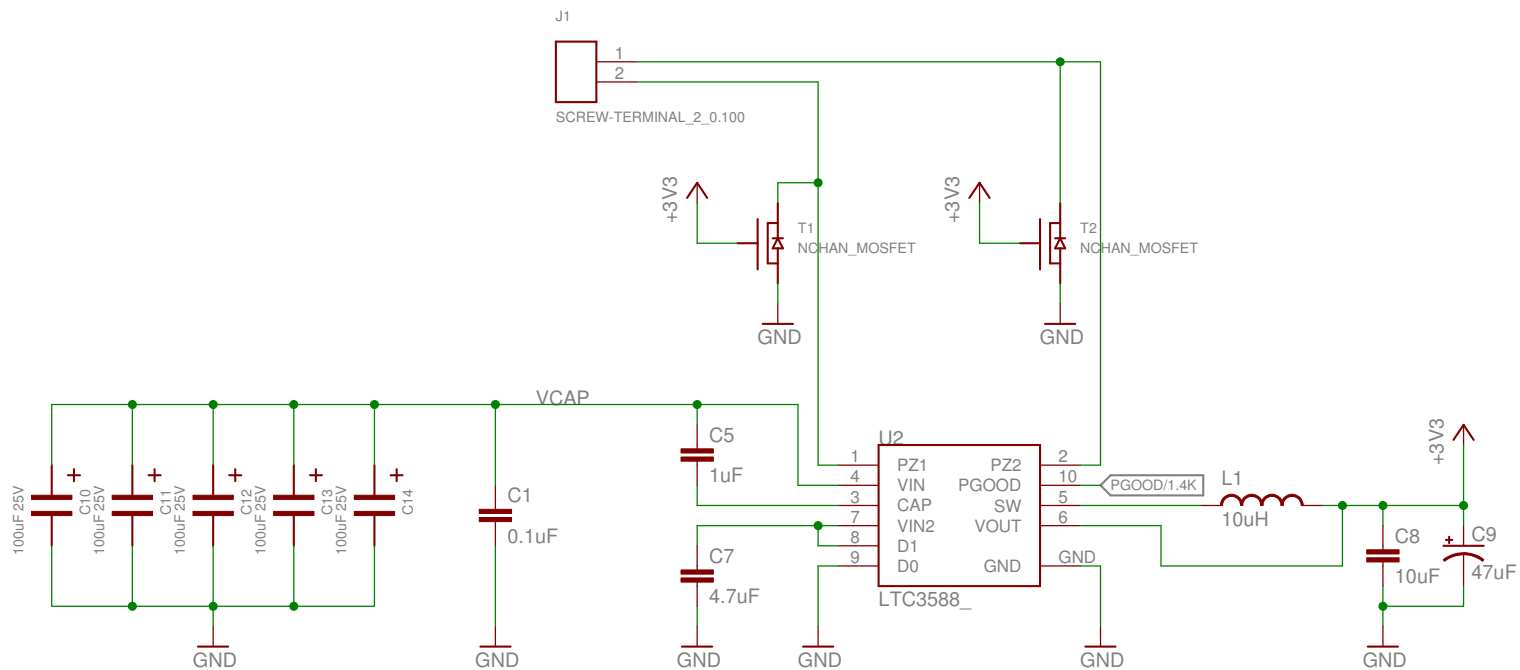 J1
1
2
SCREW-TERMINAL_2_0.100
+3V3
T1
NCHAN_MOSFET
GND
+3V3
T2
NCHAN_MOSFET
GND
VCAP
100uF 25V
C10
100uF 25V
C11
100uF 25V
C12
100uF 25V
C13
100uF 25V
C14
GND
C1
0.1uF
GND
C5
1uF
C7
4.7uF
GND
GND
U2
1 PZ1 PZ2 2
4 VIN PGOOD 10 PGOOD/1.4K
3 CAP SW 5
7 VIN2 VOUT 6
8 D1
9 D0 GND GND
LTC3588_
GND
L1
10uH
+3V3
C8
10uF
C9
47uF
GND